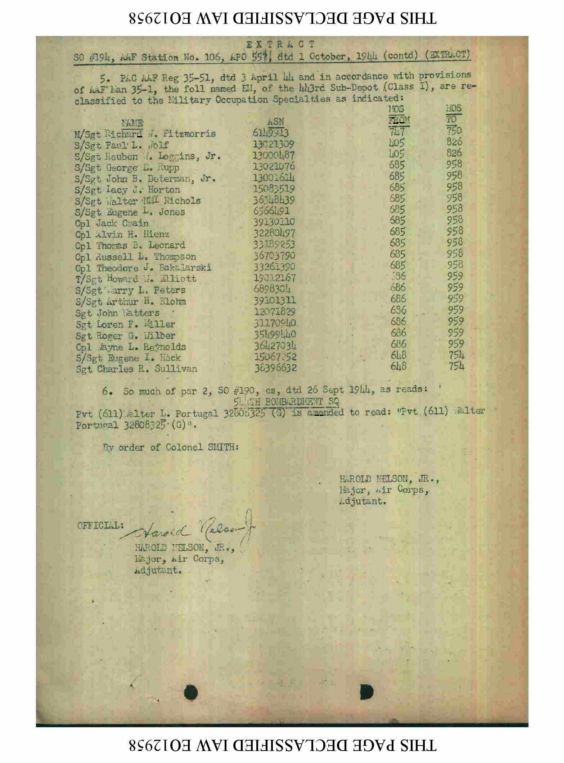 THIS PAGE DECLASSIFIED IAW EO12958
EXTRACT
SO #194, AAF Station No. 106, APO 557, dtd 1 October, 1944 (contd) (EXTRACT)
5. PAC AAF Reg 35-51, dtd 3 April 44 and in accordance with provisions
of AAF Man 35-1, the foll named EM, of the 443rd Sub-Depot (Class I), are re-
classified to the Military Occupation Specialties as indicated:
MOS MOS
NAME ASN FROM TO
M/Sgt Richard W. Fitzmorris 6149913 747 750
S/Sgt Paul L. Wolf 13021309 405 826
S/Sgt Reuben Loggins, Jr. 13000487 405 826
S/Sgt George L. Rupp 13021076 685 958
S/Sgt John B. Doterman, Jr. 13001614 685 958
S/Sgt Lacy J. Horton 15083519 685 958
S/Sgt Walter NMI Nichols 36348439 685 958
S/Sgt Eugene L. Jones 6566491 685 958
Cpl Jack Cwain 39130110 685 958
Cpl Alvin H. Hienz 32280497 685 958
Cpl Thomas B. Leonard 33189253 685 958
Cpl Russell L. Thompson 36703790 685 958
Cpl Theodore J. Bakalarski 33261390 685 958
T/Sgt Howard Elliott 19012167 959
S/Sgt Harry L. Peters 6898304 686 959
S/Sgt Arthur H. Blohm 39101311 686 959
Sgt John Watters 12071829 686 959
Sgt Loren F. Miller 31170940 686 959
Sgt Roger G. Wilber 35499440 686 959
Cpl Wayne L. Reynolds 36427034 686 959
S/Sgt Eugene I. Hack 15067252 648 754
Sgt Charles R. Sullivan 36396632 648 754
6. So much of par 2, SO #190, cs, dtd 26 Sept 1944, as reads:
BOMBARDMENT SQ
Pvt (611) Walter L. Portugal 32808325 (G) is amended to read: "Pvt (611) Walter
Portugal 32808325 (G)".
By order of Colonel SMITH:
HAROLD NELSON, JR.,
Major, Air Corps,
Adjutant.
OFFICIAL:
Harold Nelson Jr
HAROLD NELSON, JR.,
Major, Air Corps,
Adjutant.
THIS PAGE DECLASSIFIED IAW EO12958